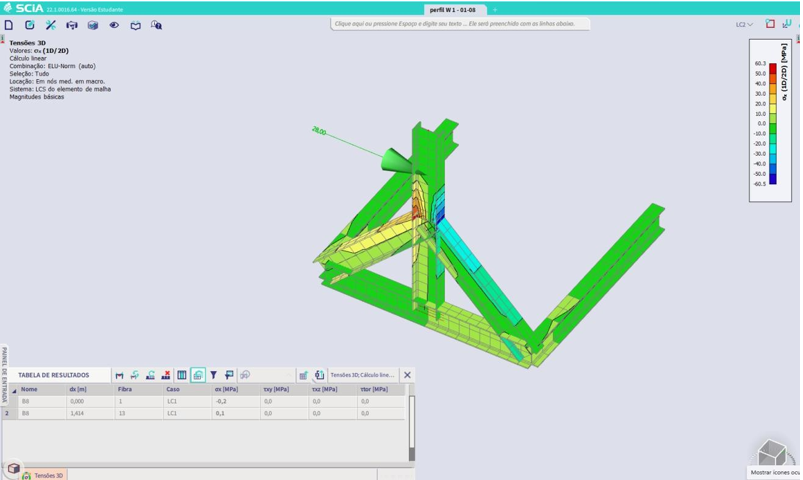 SCIA 22.1.0016.64 - Versão Estudante
perfil W 1 - 01-08
Clique aqui ou pressione Espaço e digite seu texto ... Ele será preenchido com os linhas abaixo.
LC2
Tensões 3D
Valores: σx (1D/2D)
Cálculo linear
Combinação: ELU-Norm (auto)
Seleção: Tudo
Locação: Em nós med. em macro.
Sistema: LCS do elemento de malha
Magnitudes básicas
28,00
60.3
50.0
40.0
30.0
20.0
10.0
0.0
-10.0
-20.0
-30.0
-40.0
-50.0
-60.5
σx (1D/2D) [MPa]
PAINEL DE ENTRADA
TABELA DE RESULTADOS
Tensões 3D; Cálculo line...
Nome dx [m] Fibra Caso σx [MPa] τxy [MPa] τxz [MPa] τtor [MPa]
B8 0,000 1 LC1 -0,2 0,0 0,0 0,0
2 B8 1,414 13 LC1 0,1 0,0 0,0 0,0
Tensões 3D
Mostrar ícones ocu